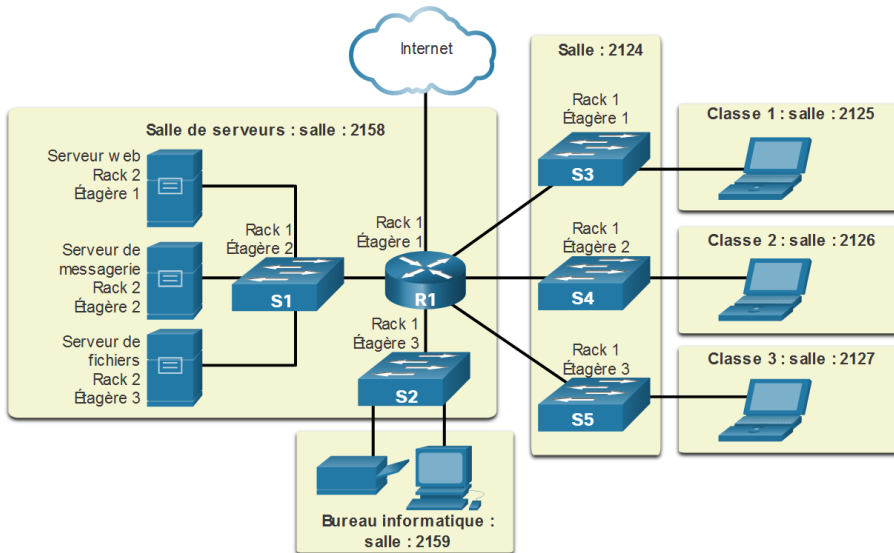 Internet
Salle : 2124
Rack 1
Étagère 1
S3
Classe 1 : salle : 2125
Salle de serveurs : salle : 2158
Serveur web
Rack 2
Étagère 1
Rack 1
Étagère 2
S1
Rack 1
Étagère 1
R1
Serveur de
messagerie
Rack 2
Étagère 2
Rack 1
Étagère 2
S4
Classe 2 : salle : 2126
Serveur de
fichiers
Rack 2
Étagère 3
Rack 1
Étagère 3
S2
Rack 1
Étagère 3
S5
Classe 3 : salle : 2127
Bureau informatique :
salle : 2159